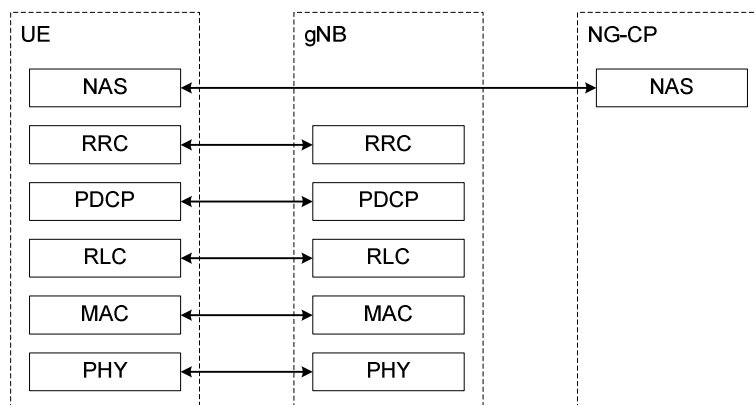 UE gNB NG-CP
NAS NAS
RRC RRC
PDCP PDCP
RLC RLC
MAC MAC
PHY PHY